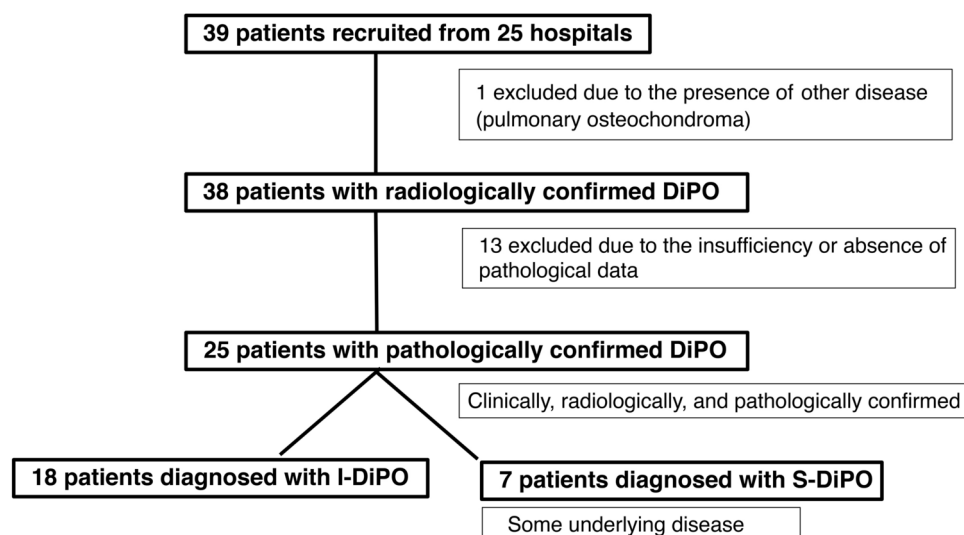 39 patients recruited from 25 hospitals
1 excluded due to the presence of other disease
(pulmonary osteochondroma)
38 patients with radiologically confirmed DiPO
13 excluded due to the insufficiency or absence of
pathological data
25 patients with pathologically confirmed DiPO
Clinically, radiologically, and pathologically confirmed
18 patients diagnosed with I-DiPO
7 patients diagnosed with S-DiPO
Some underlying disease